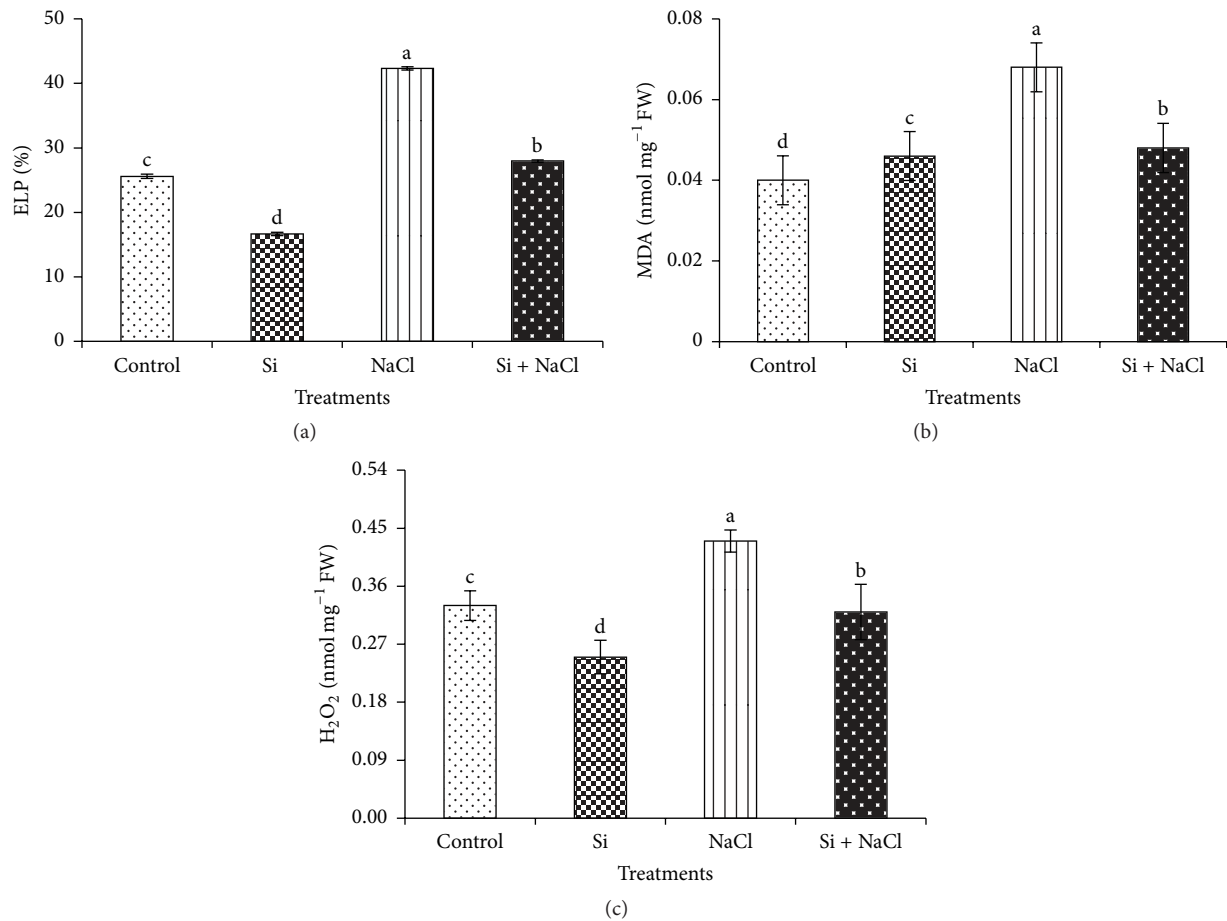 50
40
30
20
10
0
ELP (%)
c
d
a
b
Control Si NaCl Si + NaCl
Treatments
(a)
0.08
0.06
0.04
0.02
0
MDA (nmol mg⁻¹ FW)
d
c
a
b
Control Si NaCl Si + NaCl
Treatments
(b)
0.54
0.45
0.36
0.27
0.18
0.09
0.00
H₂O₂ (nmol mg⁻¹ FW)
c
d
a
b
Control Si NaCl Si + NaCl
Treatments
(c)